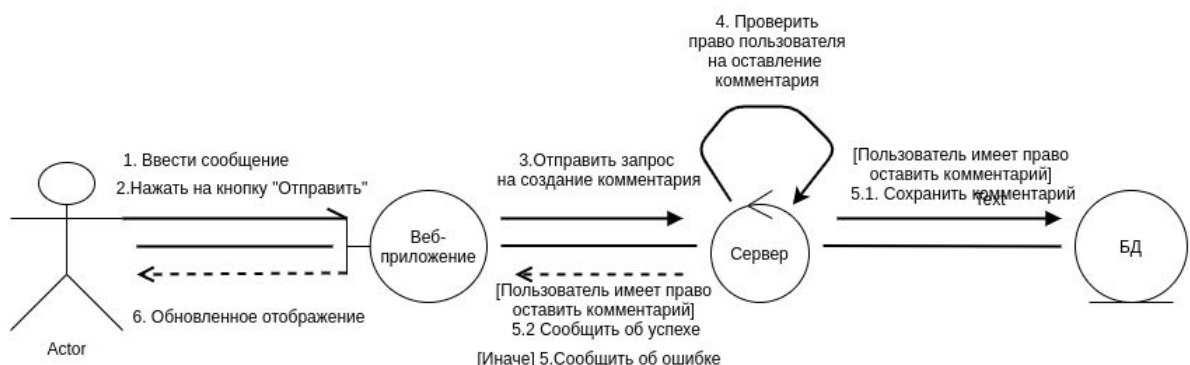 4. Проверить
право пользователя
на оставление
комментария
1. Ввести сообщение
2.Нажать на кнопку "Отправить"
3.Отправить запрос
на создание комментария
[Пользователь имеет право
оставить комментарий]
5.1. Сохранить комментарий
Text
Веб-
приложение
Сервер
БД
6. Обновленное отображение
[Пользователь имеет право
оставить комментарий]
5.2 Сообщить об успехе
[Иначе] 5.Сообщить об ошибке
Actor